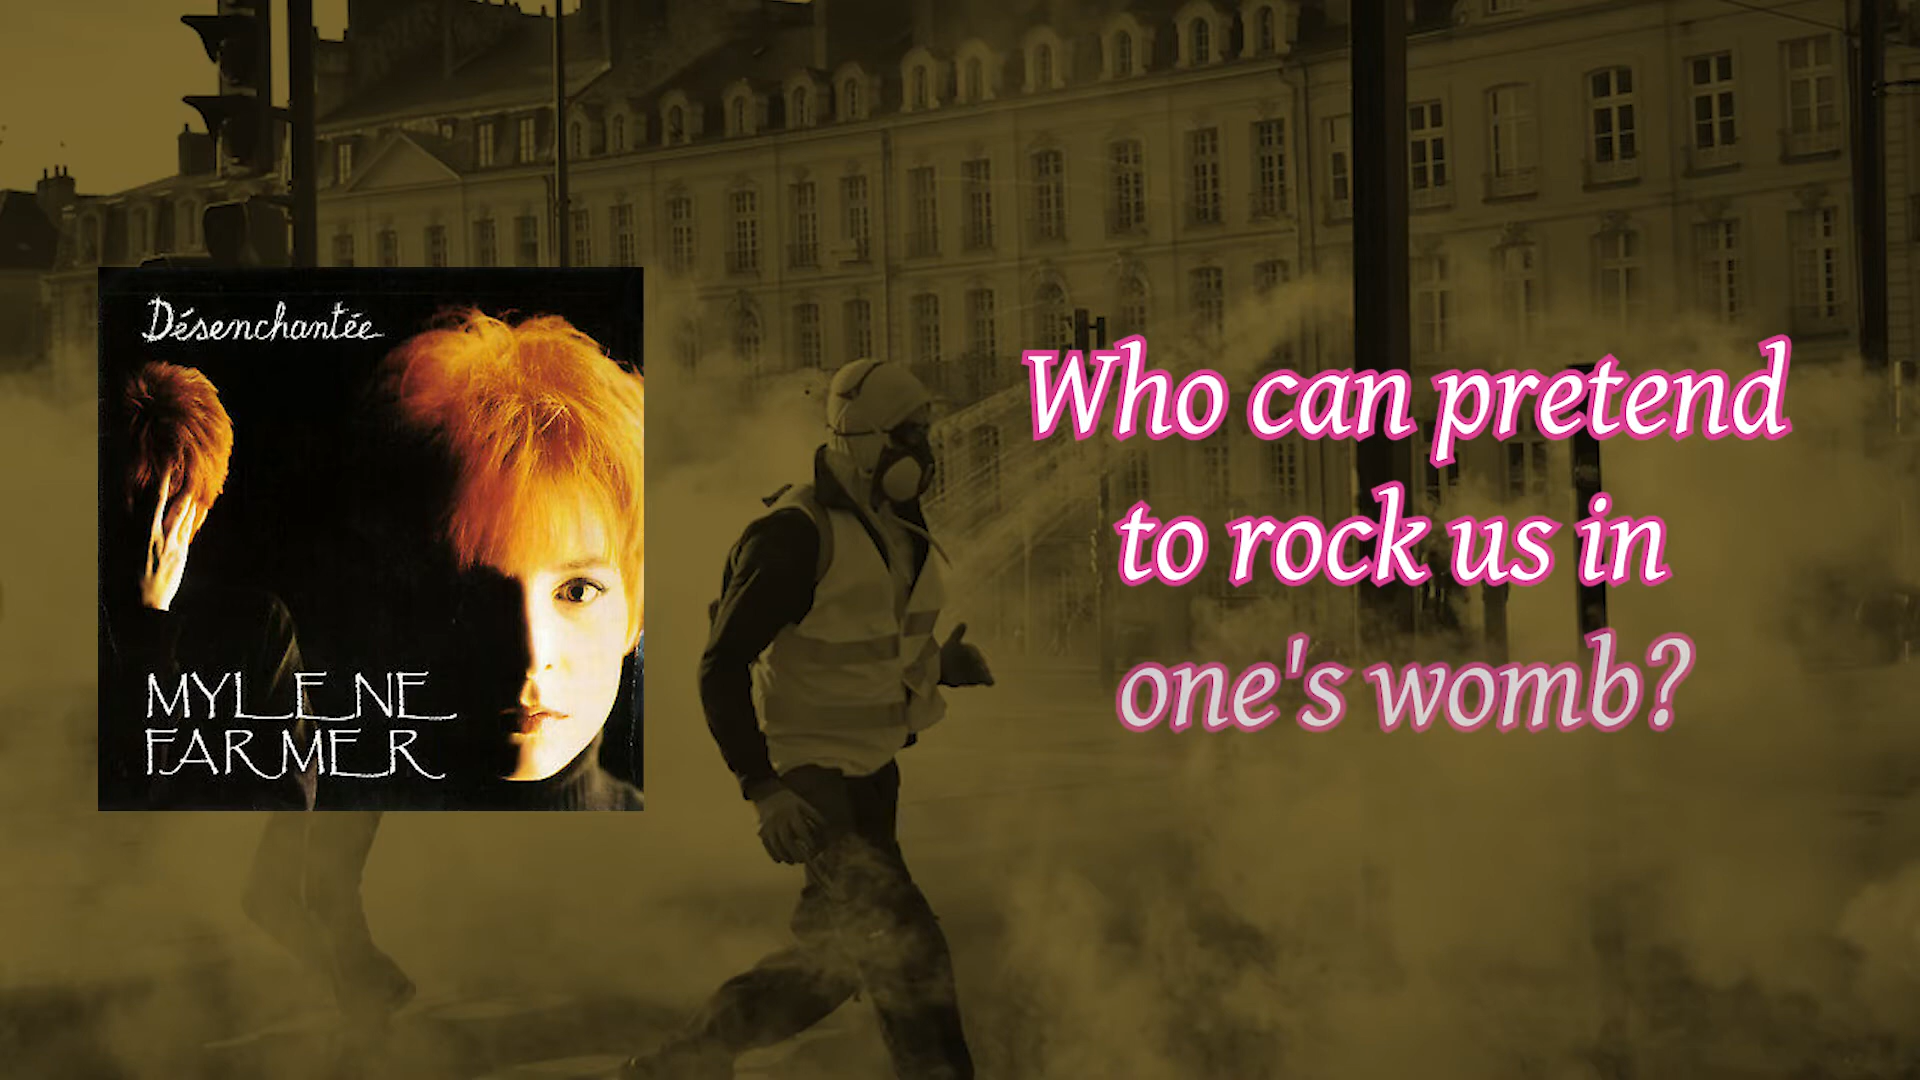 Désenchantée
MYLENE
FARMER
Who can pretend
to rock us in
one's womb?